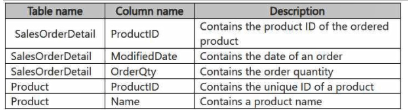 Table name Column name Description
SalesOrderDetail ProductID Contains the product ID of the ordered
product
SalesOrderDetail ModifiedDate Contains the date of an order
SalesOrderDetail OrderQty Contains the order quantity
Product ProductID Contains the unique ID of a product
Product Name Contains a product name